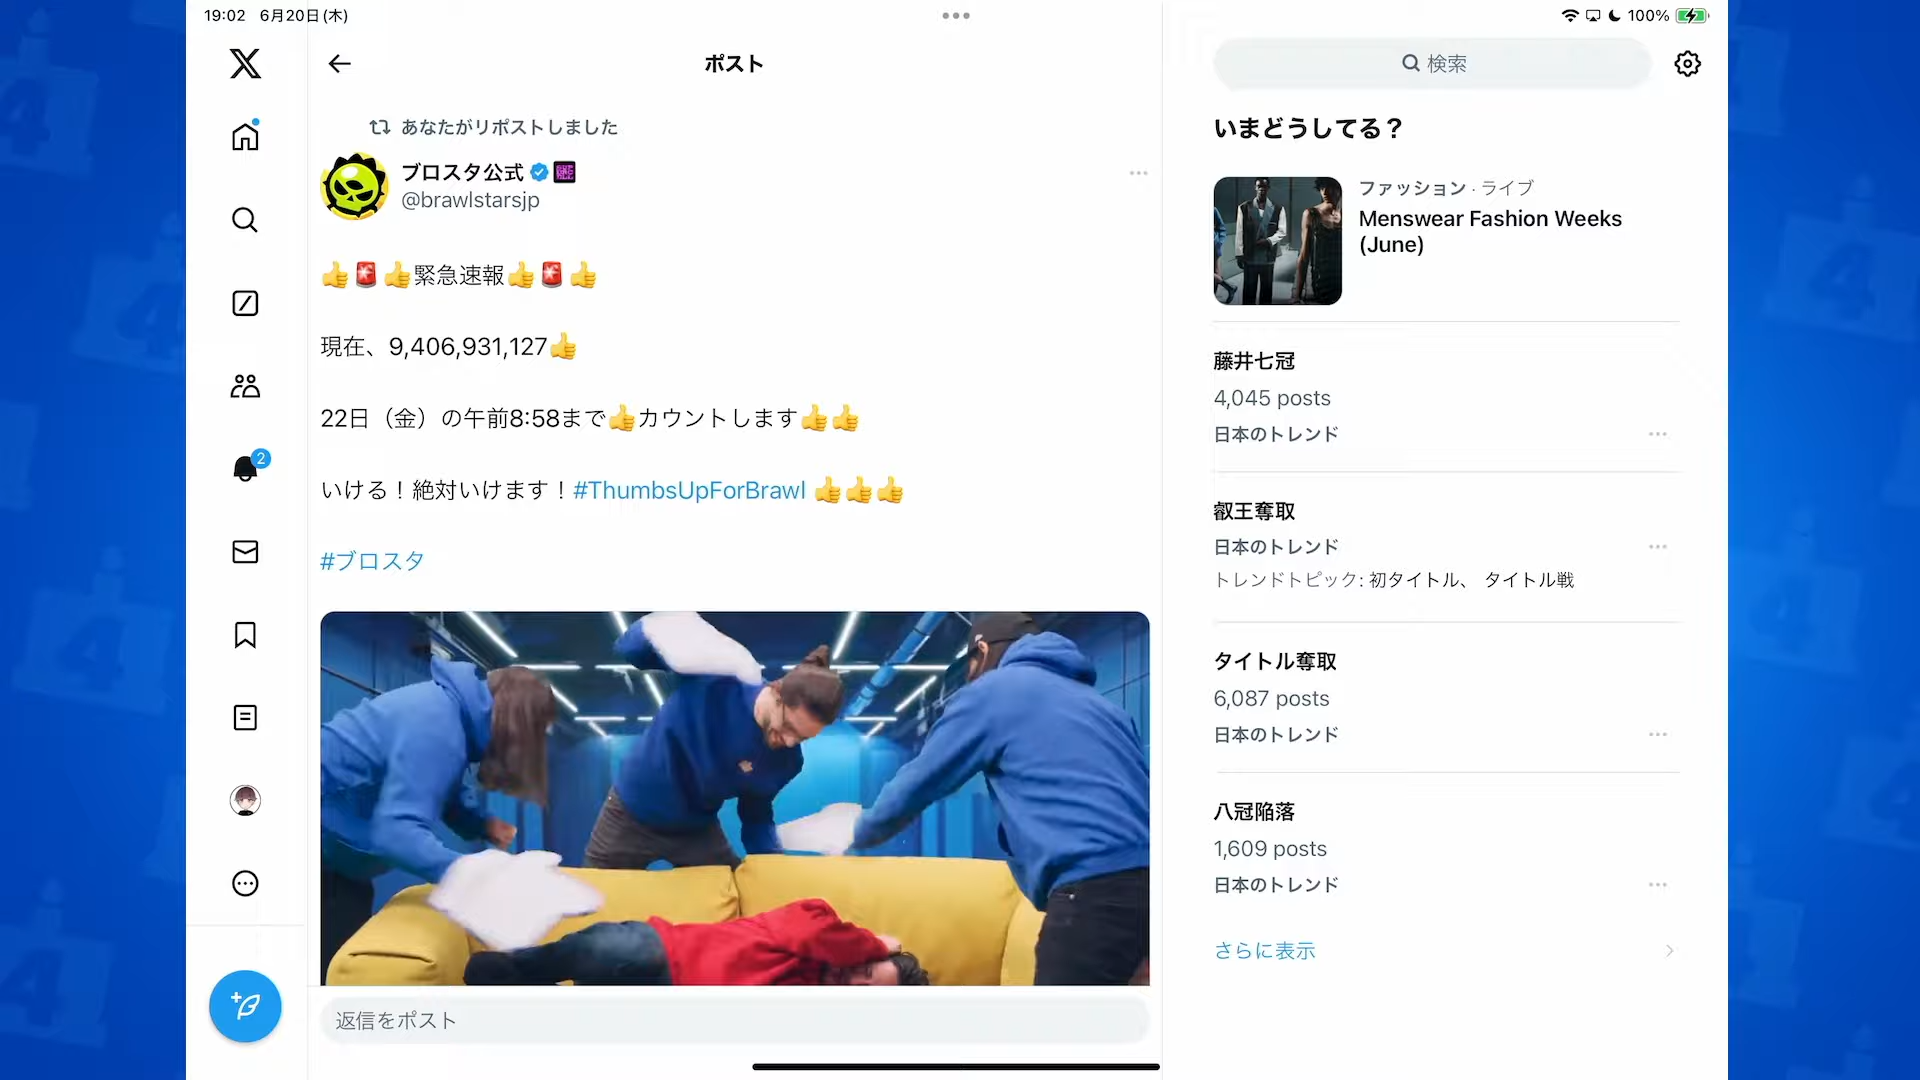 19:02 6月20日(木)
100%
ポスト
検索
あなたがリポストしました
ブロスタ公式
@brawlstarsjp
👍🚨👍緊急速報👍🚨👍
現在、9,406,931,127👍
22日（金）の午前8:58まで👍カウントします👍👍
いける！絶対いけます！#ThumbsUpForBrawl 👍👍👍
#ブロスタ
返信をポスト
2
いまどうしてる？
ファッション · ライブ
Menswear Fashion Weeks
(June)
藤井七冠
4,045 posts
日本のトレンド
叡王奪取
日本のトレンド
トレンドトピック: 初タイトル、 タイトル戦
タイトル奪取
6,087 posts
日本のトレンド
八冠陥落
1,609 posts
日本のトレンド
さらに表示